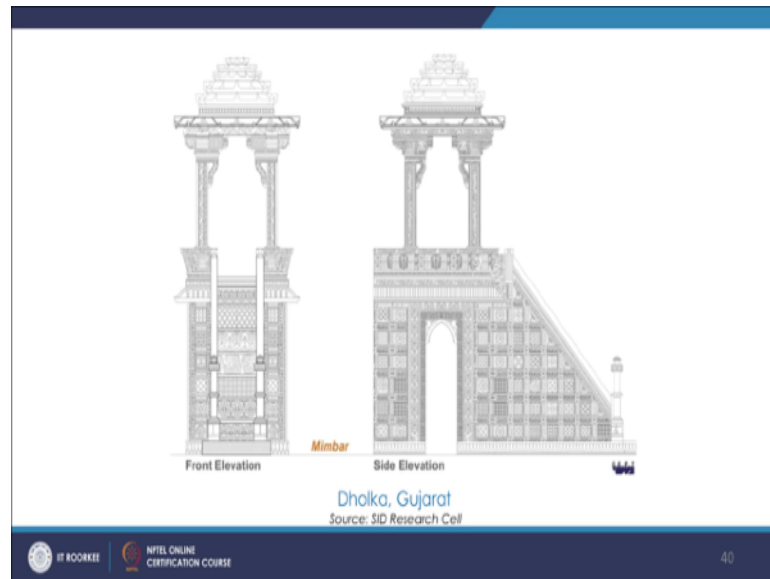 Mimbar
Front Elevation
Side Elevation
Dholka, Gujarat
Source: SID Research Cell
IIT ROORKEE
NPTEL ONLINE
CERTIFICATION COURSE
40